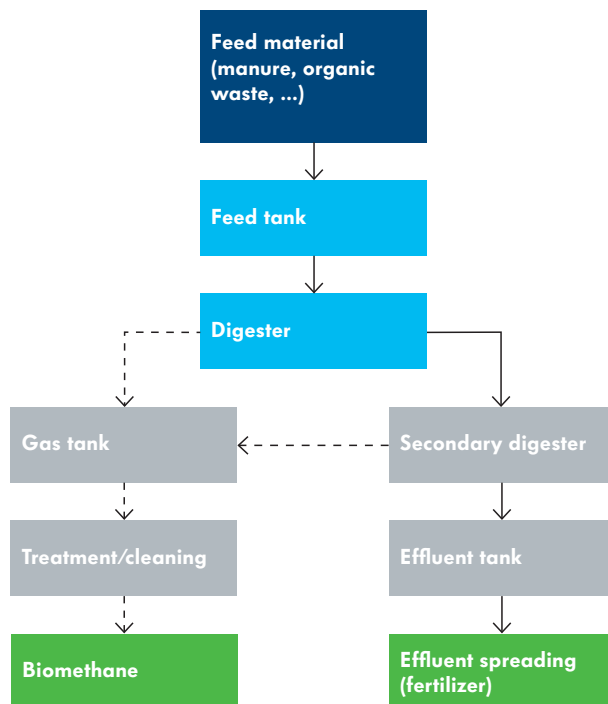 Feed material
(manure, organic
waste, ...)
Feed tank
Digester
Gas tank
Secondary digester
Treatment/cleaning
Effluent tank
Biomethane
Effluent spreading
(fertilizer)